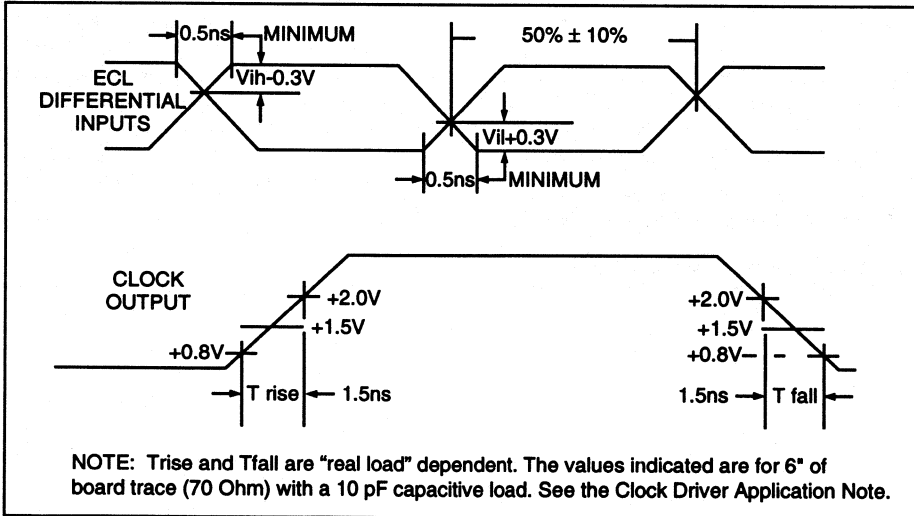 0.5ns MINIMUM
50% ± 10%
ECL
DIFFERENTIAL
INPUTS
Vih-0.3V
Vil+0.3V
0.5ns MINIMUM
CLOCK
OUTPUT
+2.0V
+1.5V
+0.8V
T rise 1.5ns
+2.0V
+1.5V
+0.8V
1.5ns T fall
NOTE: Trise and Tfall are “real load” dependent. The values indicated are for 6" of
board trace (70 Ohm) with a 10 pF capacitive load. See the Clock Driver Application Note.